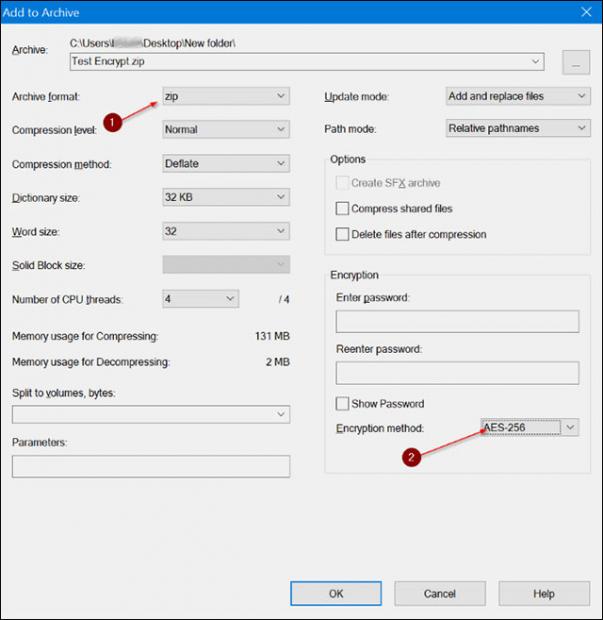 Add to Archive
Archive:
C:\Users\ \Desktop\New folder\
Test Encrypt.zip
...
Archive format:
zip
1
Compression level:
Normal
Compression method:
Deflate
Dictionary size:
32 KB
Word size:
32
Solid Block size:
Number of CPU threads:
4
/ 4
Memory usage for Compressing:
131 MB
Memory usage for Decompressing:
2 MB
Split to volumes, bytes:
Parameters:
Update mode:
Add and replace files
Path mode:
Relative pathnames
Options
Create SFX archive
Compress shared files
Delete files after compression
Encryption
Enter password:
Reenter password:
Show Password
Encryption method:
AES-256
2
OK
Cancel
Help